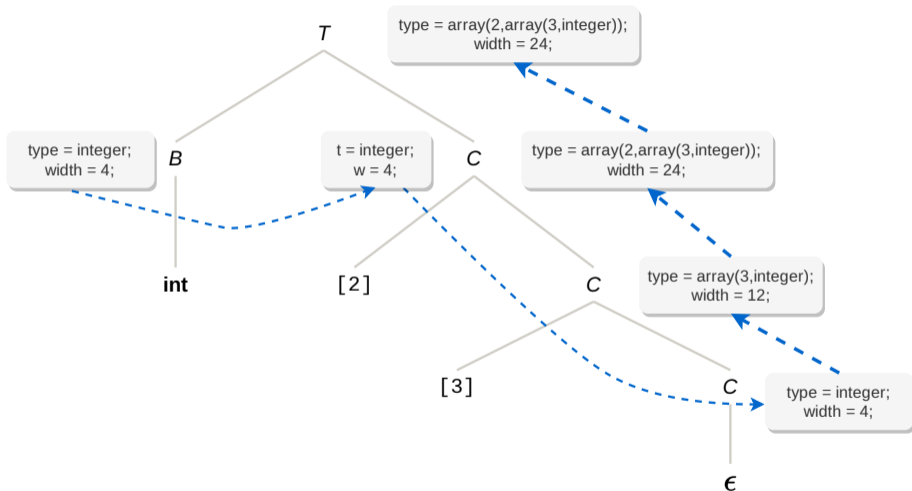 T
type = array(2,array(3,integer));
width = 24;
type = integer;
width = 4;
B
t = integer;
w = 4;
C
type = array(2,array(3,integer));
width = 24;
int
[2]
C
type = array(3,integer);
width = 12;
[3]
C
type = integer;
width = 4;
ϵ